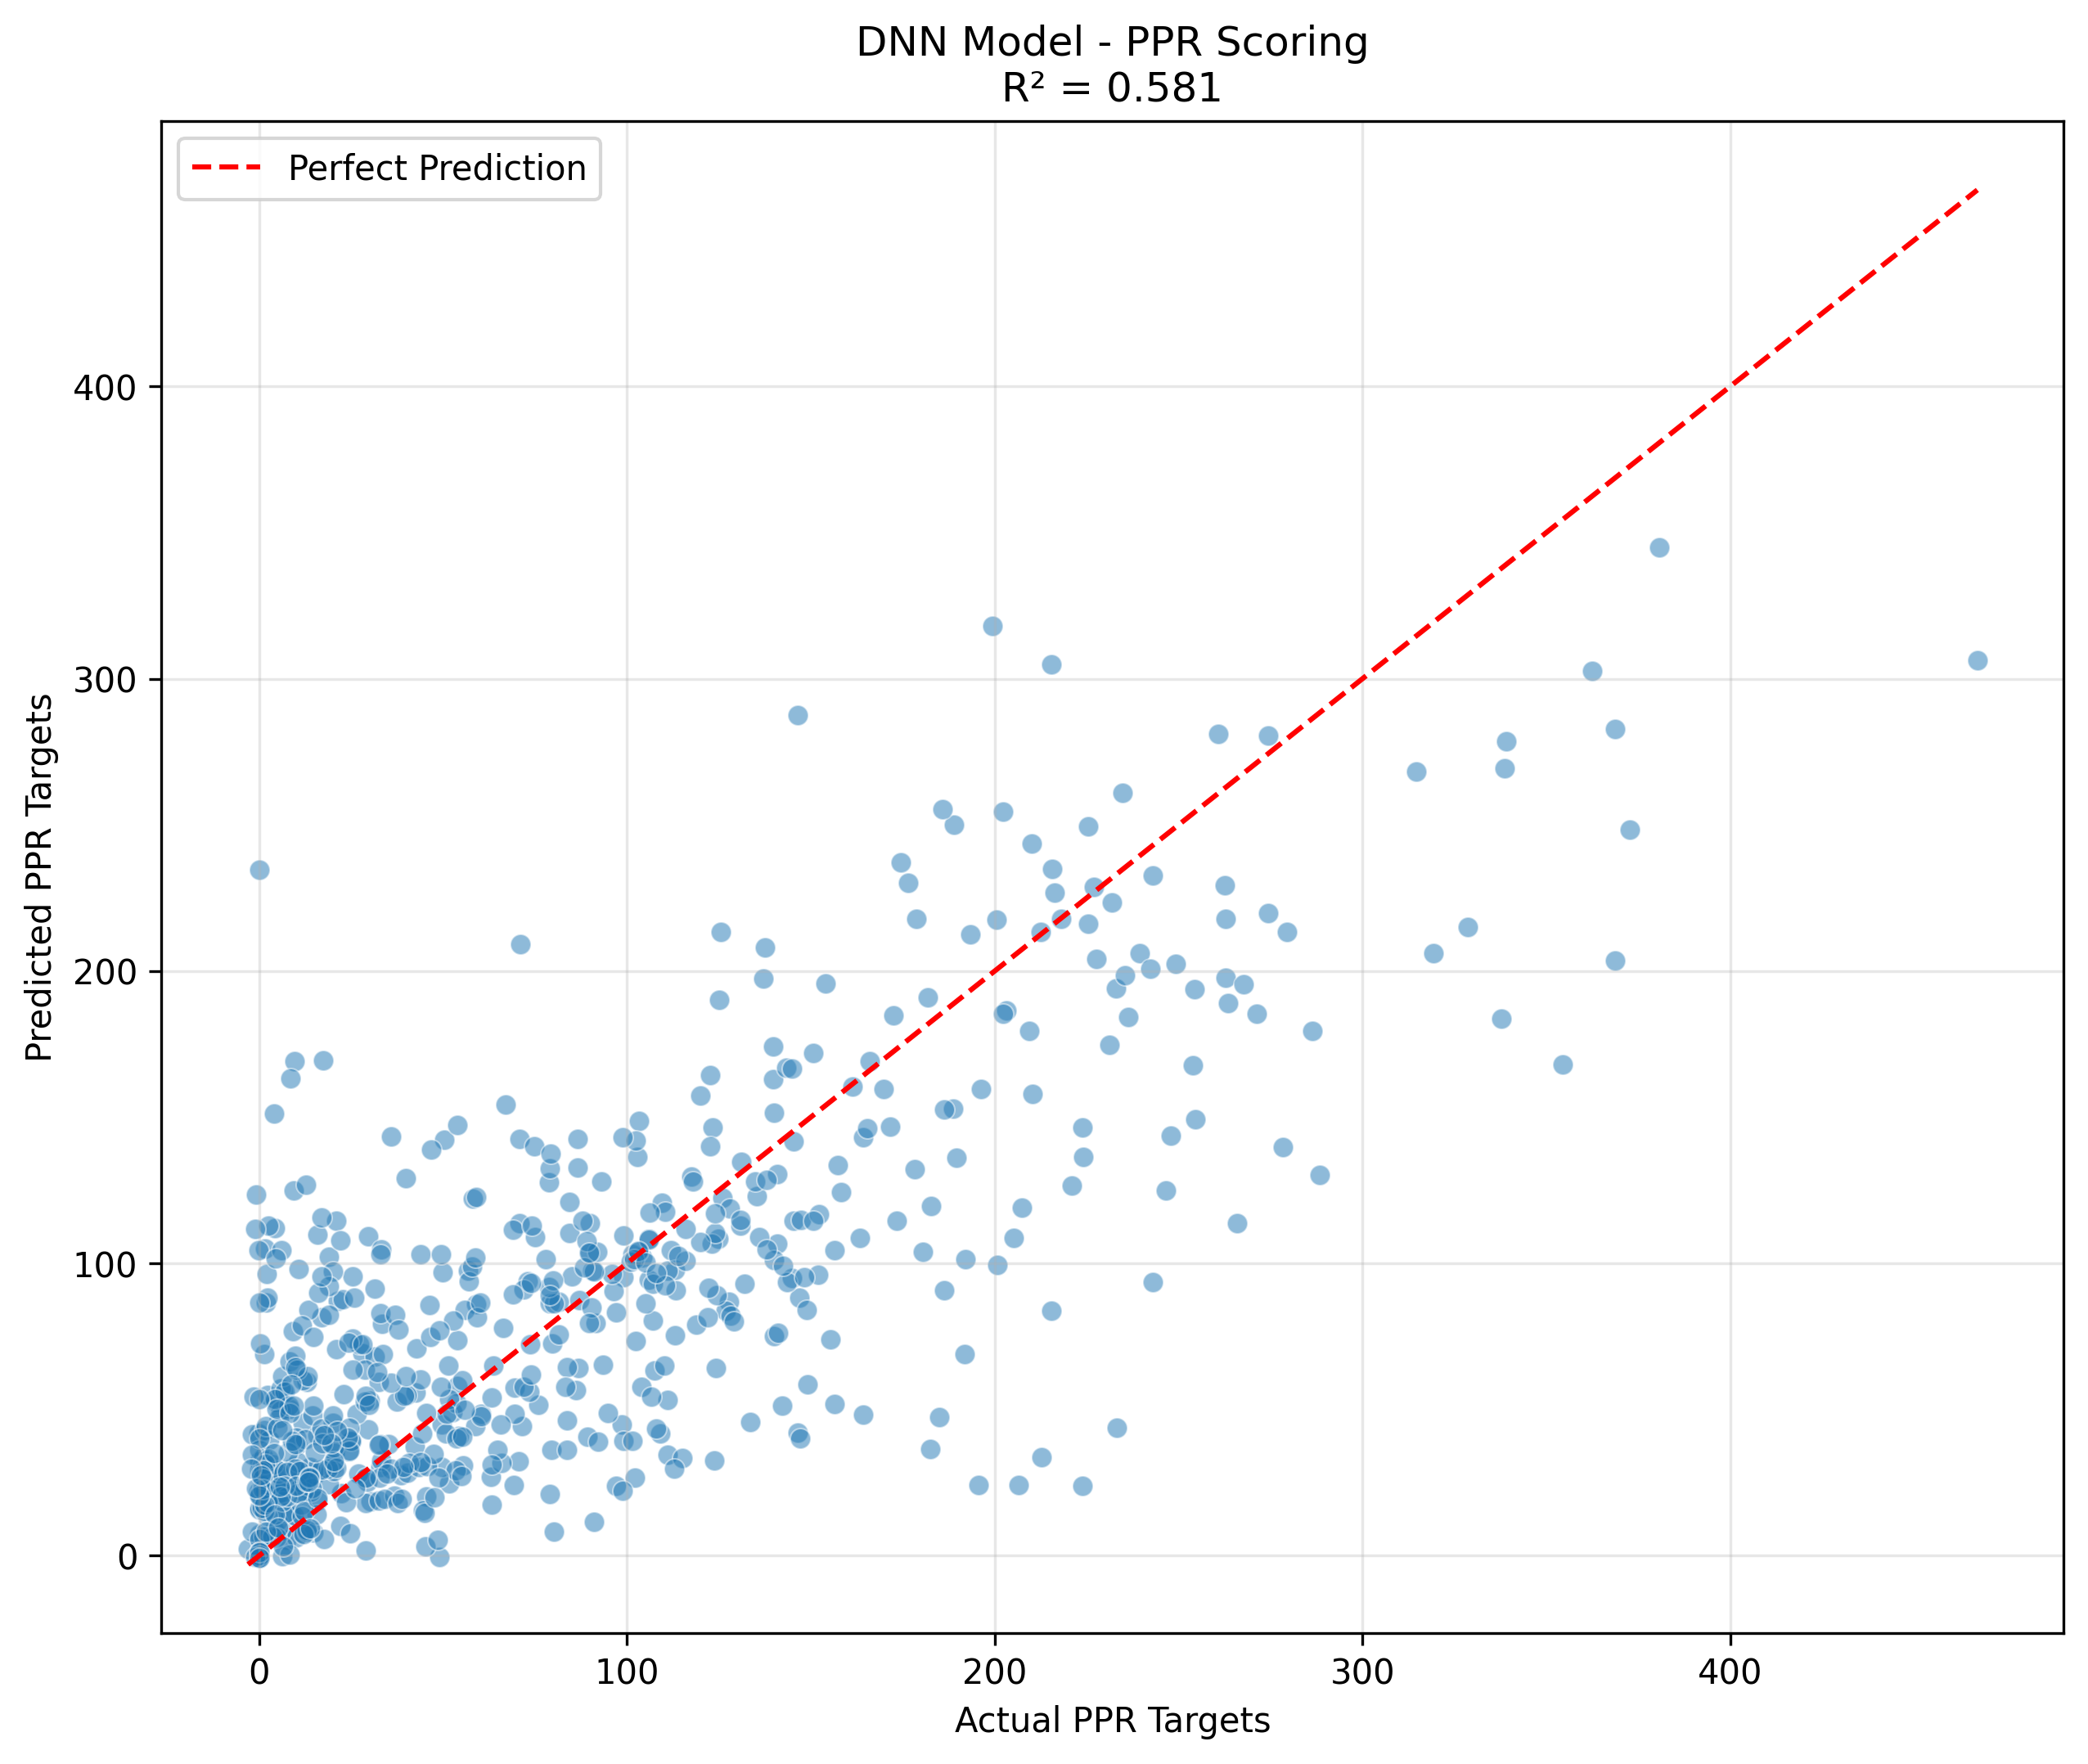 DNN Model - PPR Scoring
R² = 0.581
Perfect Prediction
Predicted PPR Targets
400
300
200
100
0
0 100 200 300 400
Actual PPR Targets